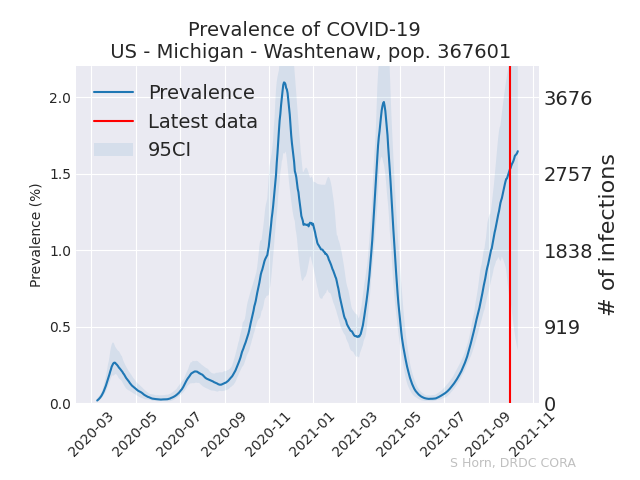 Prevalence of COVID-19
US - Michigan - Washtenaw, pop. 367601
Prevalence
Latest data
95CI
Prevalence (%)
2.0
1.5
1.0
0.5
0.0
3676
2757
1838
919
0
# of infections
2020-03
2020-05
2020-07
2020-09
2020-11
2021-01
2021-03
2021-05
2021-07
2021-09
2021-11
S Horn, DRDC CORA